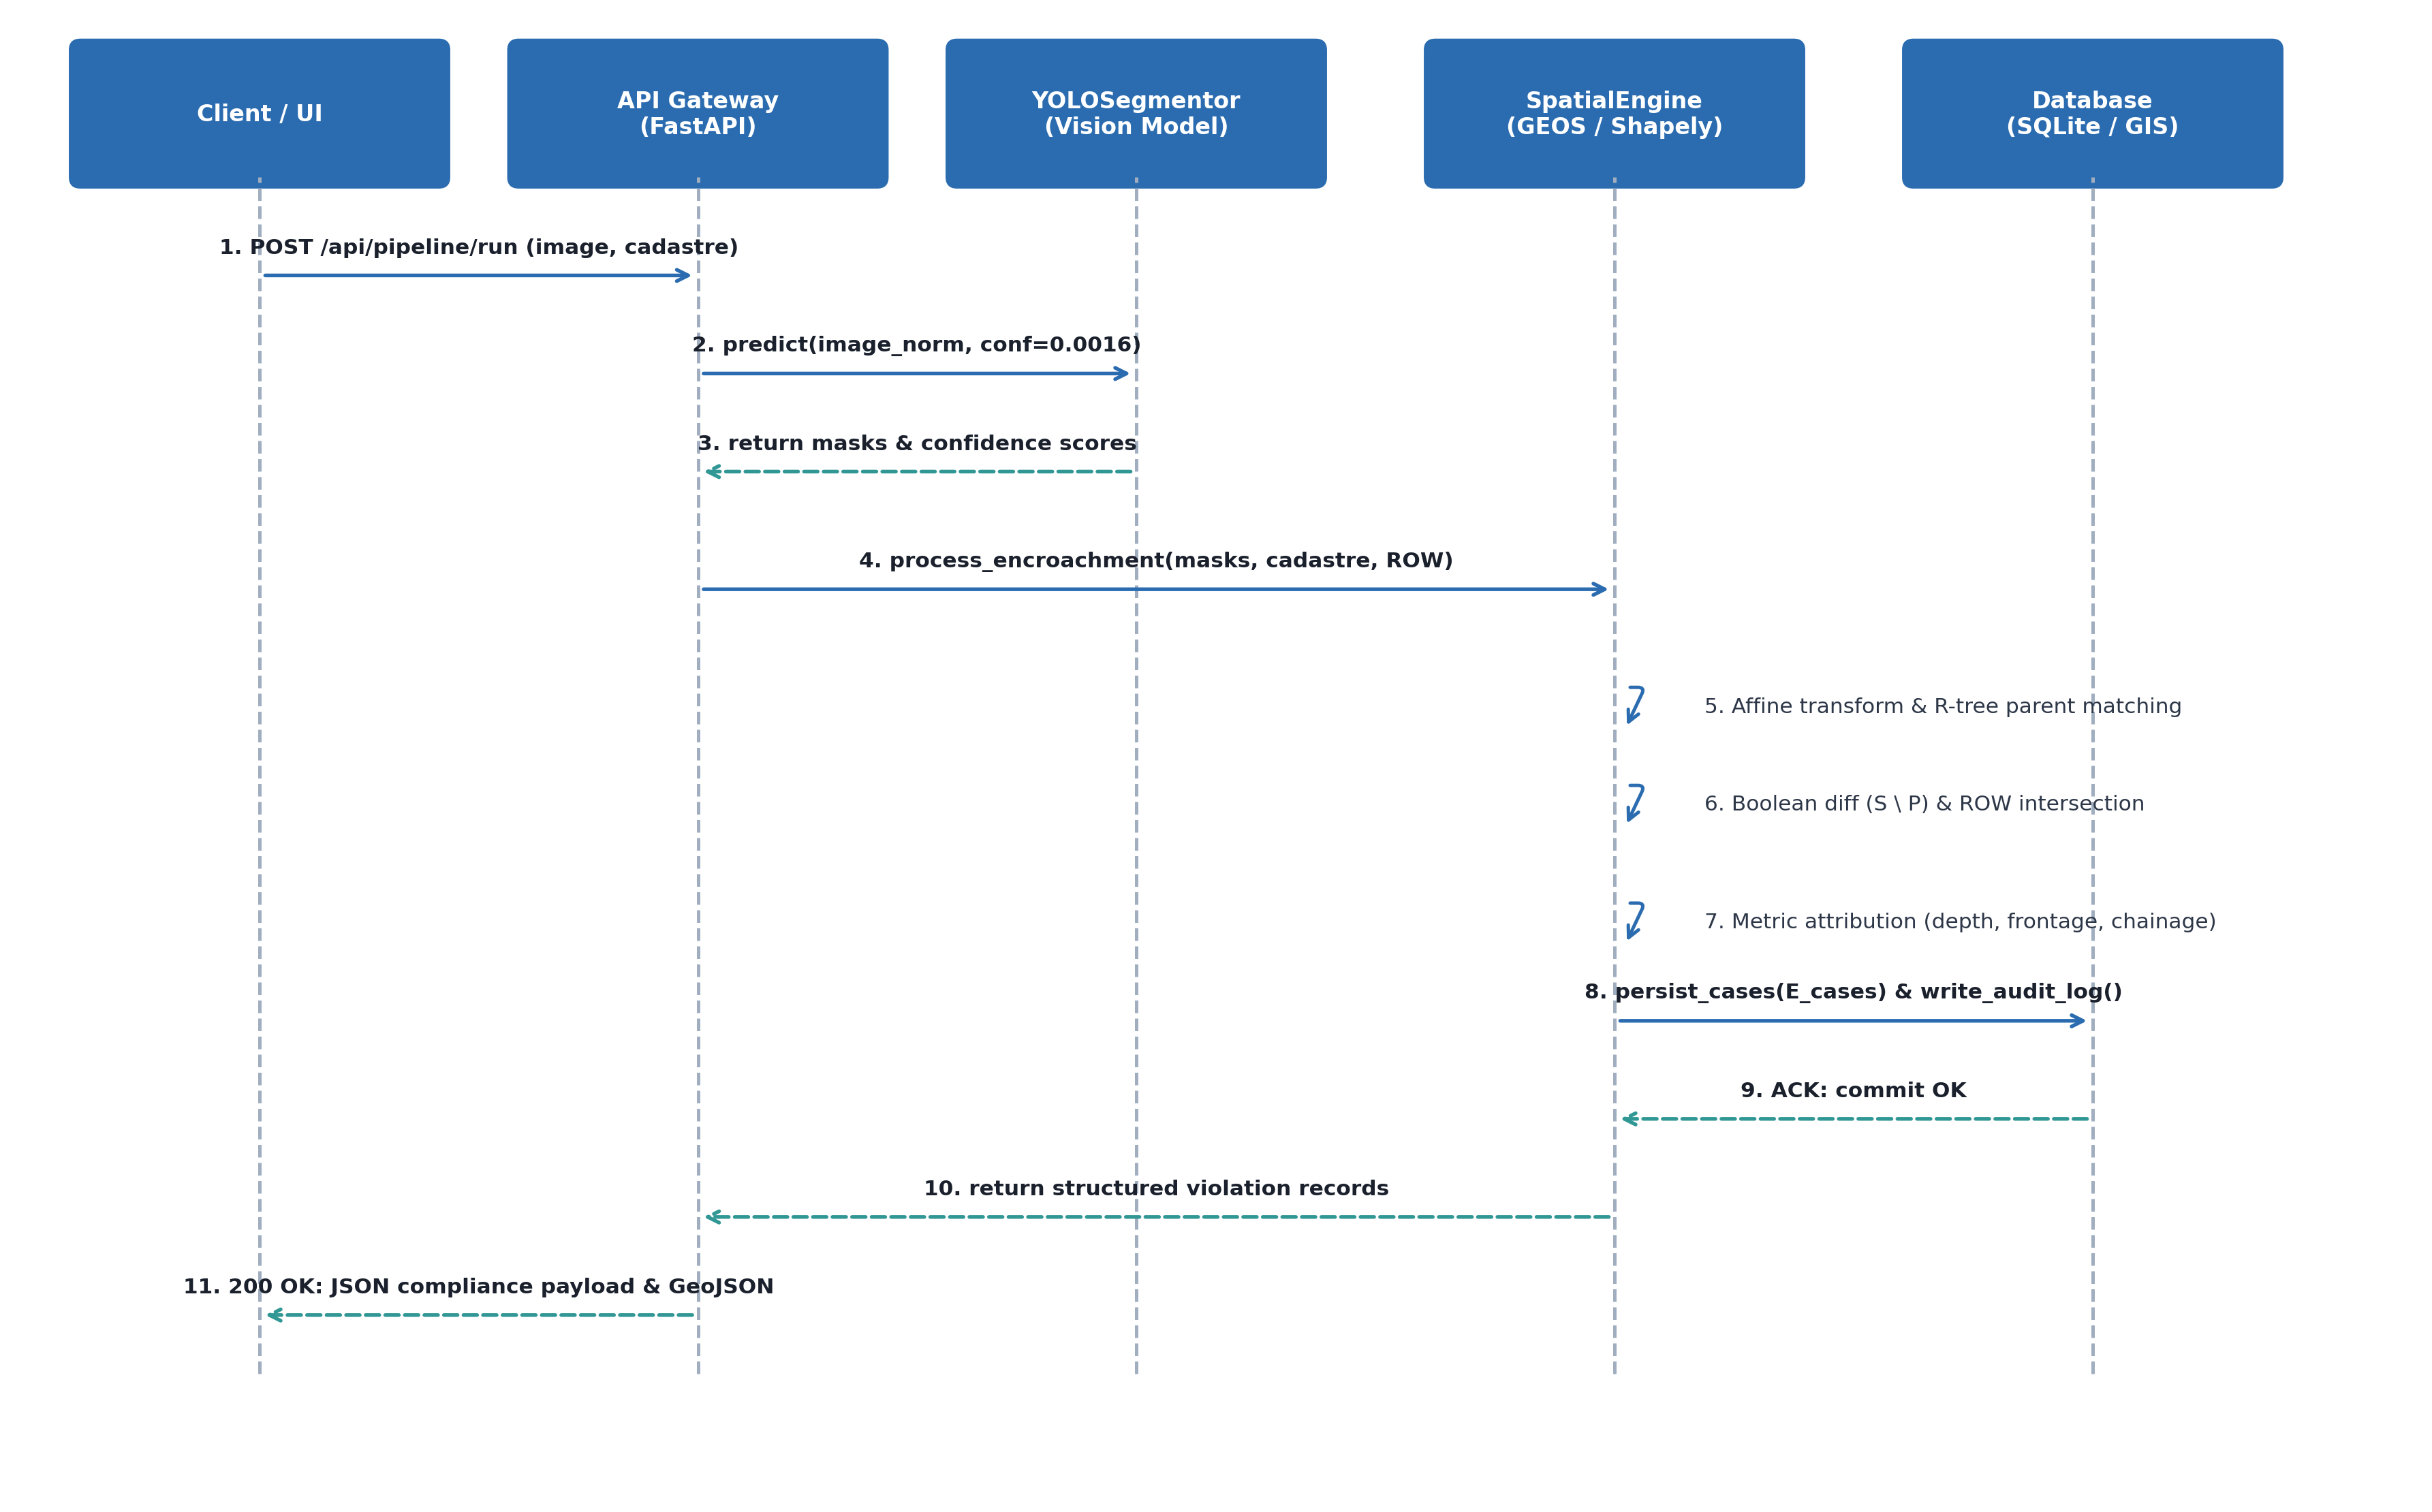 Client / UI
API Gateway
(FastAPI)
YOLOSegmentor
(Vision Model)
SpatialEngine
(GEOS / Shapely)
Database
(SQLite / GIS)
1. POST /api/pipeline/run (image, cadastre)
2. predict(image_norm, conf=0.0016)
3. return masks & confidence scores
4. process_encroachment(masks, cadastre, ROW)
5. Affine transform & R-tree parent matching
6. Boolean diff (S \ P) & ROW intersection
7. Metric attribution (depth, frontage, chainage)
8. persist_cases(E_cases) & write_audit_log()
9. ACK: commit OK
10. return structured violation records
11. 200 OK: JSON compliance payload & GeoJSON